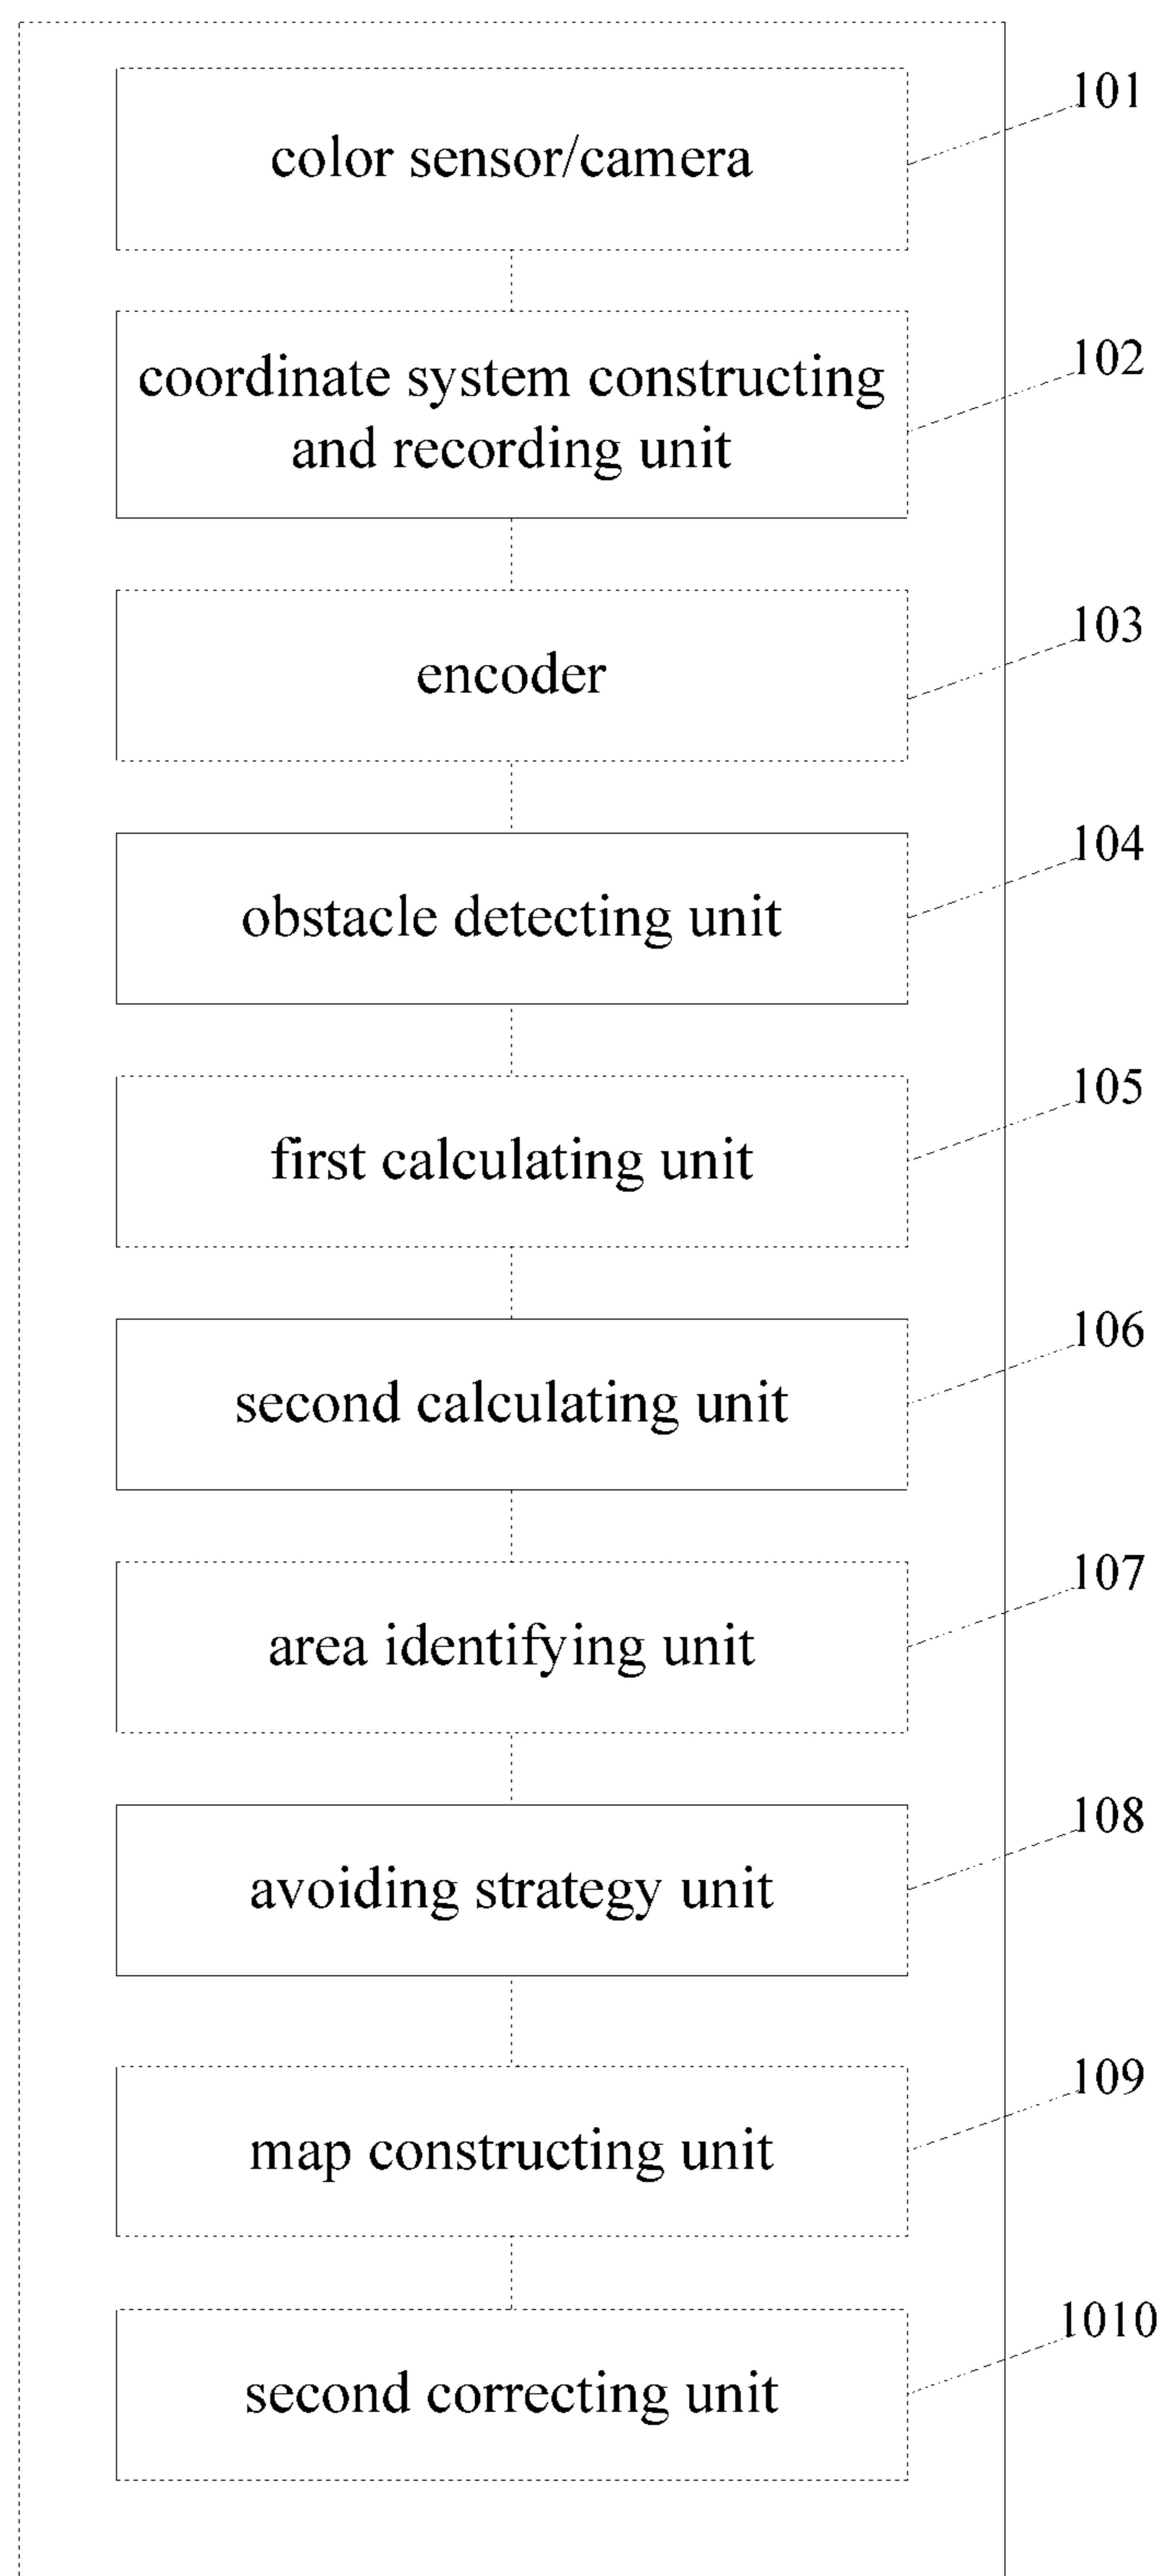 101
color sensor/camera
102
coordinate system constructing
and recording unit
103
encoder
104
obstacle detecting unit
105
first calculating unit
106
second calculating unit
107
area identifying unit
108
avoiding strategy unit
109
map constructing unit
1010
second correcting unit